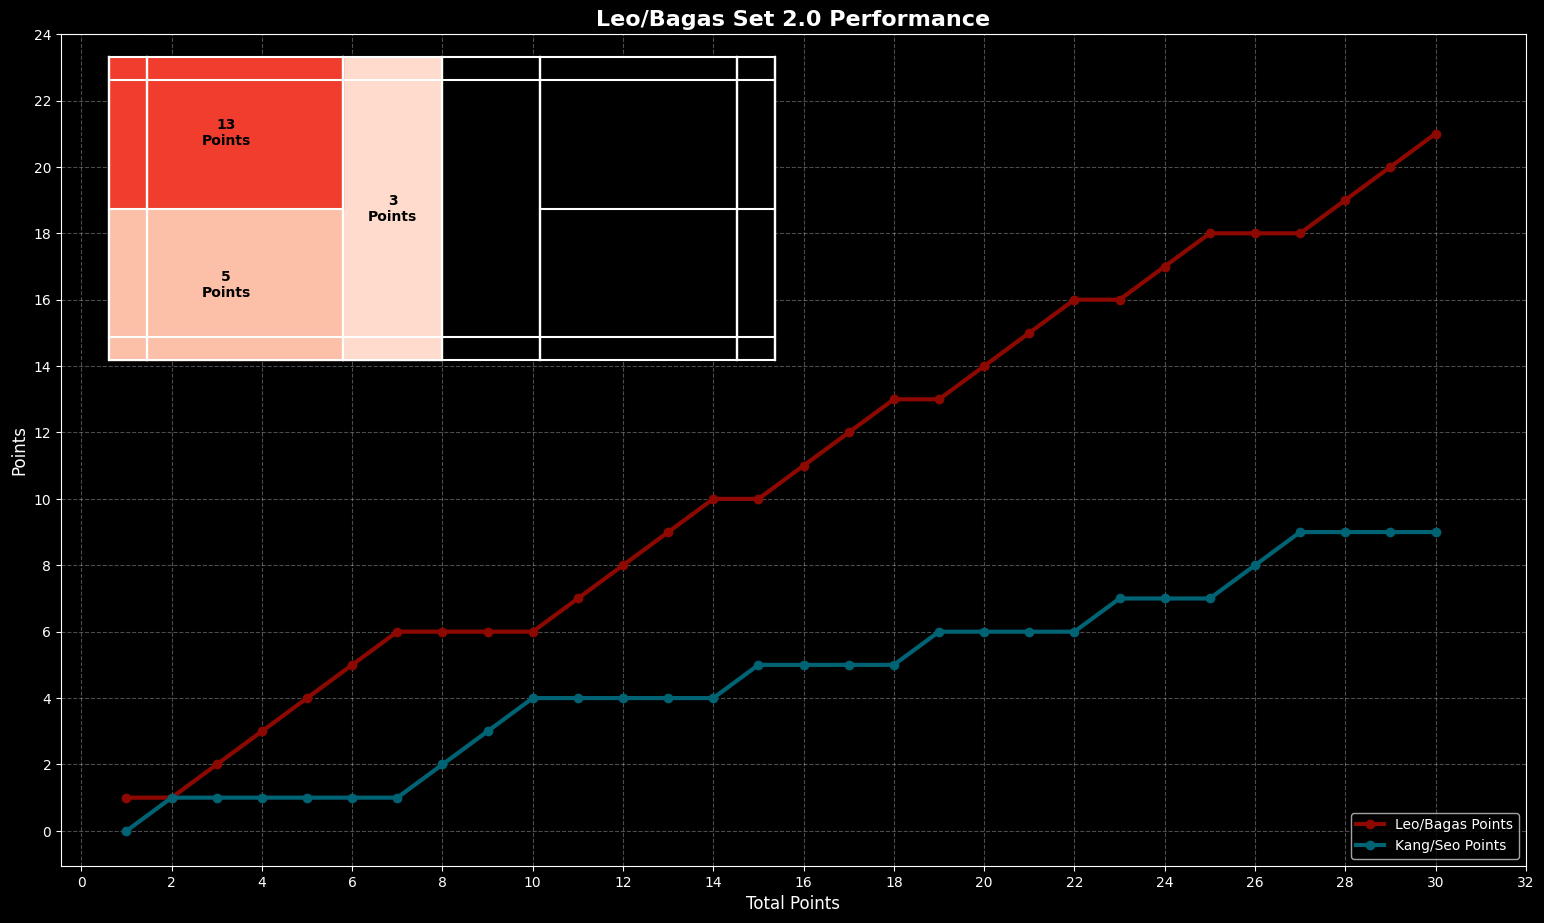 Leo/Bagas Set 2.0 Performance
24
22
20
18
16
14
12
10
8
6
4
2
0
Points
13
Points
3
Points
5
Points
Leo/Bagas Points
Kang/Seo Points
0 2 4 6 8 10 12 14 16 18 20 22 24 26 28 30 32
Total Points